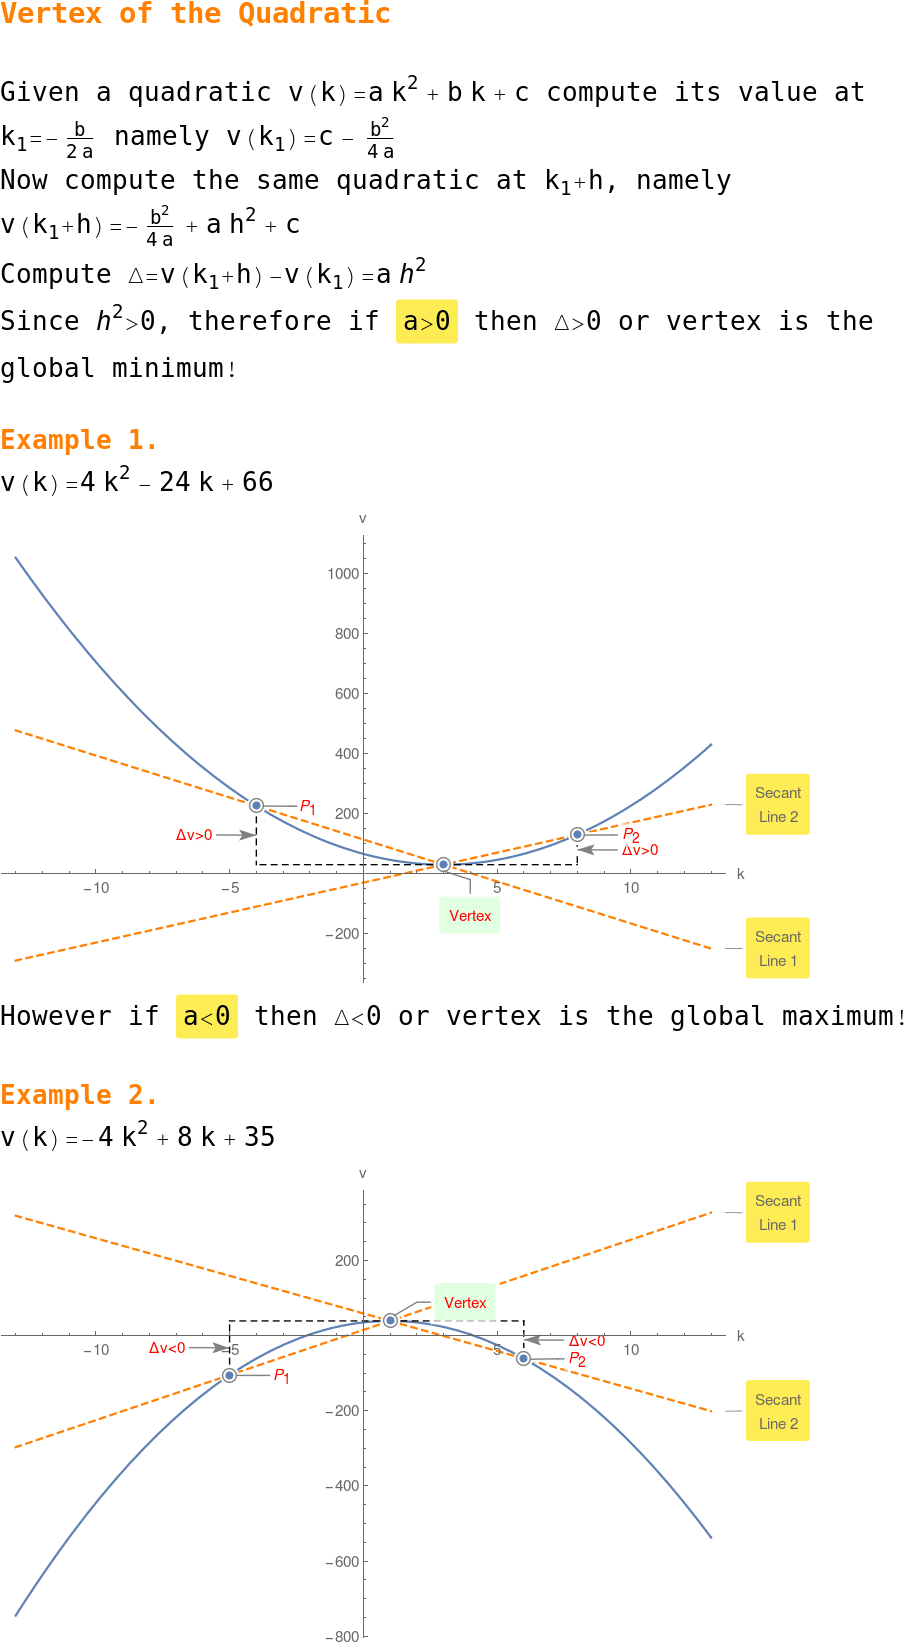 Vertex of the Quadratic
Given a quadratic v(k)=a k² + b k + c compute its value at
k₁=- b/(2 a) namely v(k₁)=c - b²/(4 a)
Now compute the same quadratic at k₁+h, namely
v(k₁+h)=- b²/(4 a) + a h² + c
Compute Δ=v(k₁+h)-v(k₁)=a h²
Since h²>0, therefore if a>0 then Δ>0 or vertex is the
global minimum!
Example 1.
v(k)=4 k² - 24 k + 66
v
1000
800
600
400
200
-200
-10
-5
5
10
k
P₁
Δv>0
P₂
Δv>0
Vertex
Secant
Line 2
Secant
Line 1
However if a<0 then Δ<0 or vertex is the global maximum!
Example 2.
v(k)=-4 k² + 8 k + 35
v
Secant
Line 1
200
Vertex
-10
-5
5
10
k
Δv<0
Δv<0
P₂
P₁
Secant
Line 2
-200
-400
-600
-800